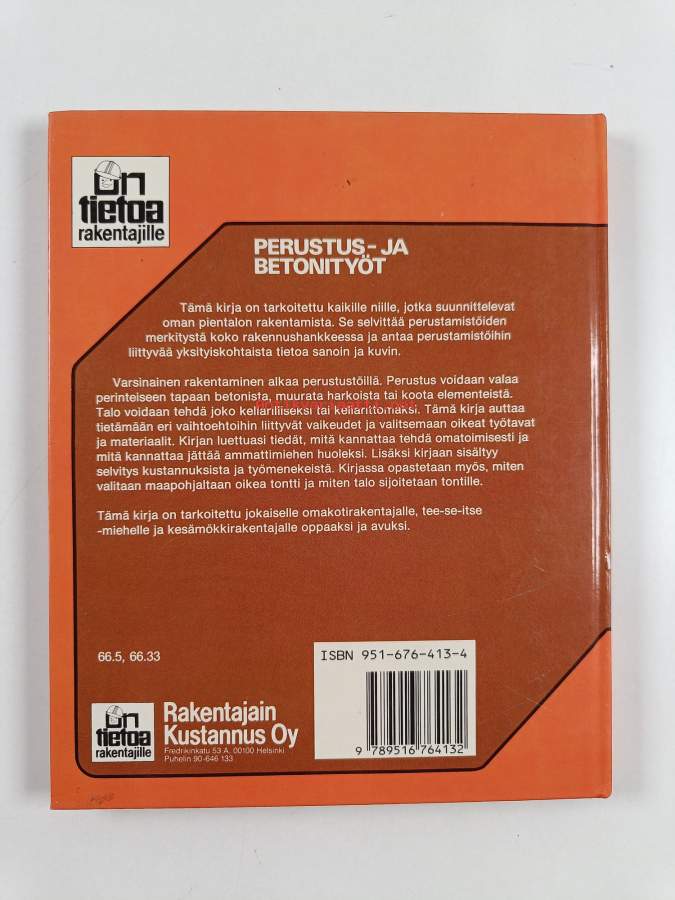 on
tietoa
rakentajille
PERUSTUS-JA
BETONITYÖT
Tämä kirja on tarkoitettu kaikille niille, jotka suunnittelevat
oman pientalon rakentamista. Se selvittää perustamistöiden
merkitystä koko rakennushankkeessa ja antaa perustamistöihin
liittyvää yksityiskohtaista tietoa sanoin ja kuvin.
Varsinainen rakentaminen alkaa perustustöillä. Perustus voidaan valaa
perinteiseen tapaan betonista, muurata harkoista tai koota elementeistä.
Talo voidaan tehdä joko kellarilliseksi tai kellarittomaksi. Tämä kirja auttaa
tietämään eri vaihtoehtoihin liittyvät vaikeudet ja valitsemaan oikeat työtavat
ja materiaalit. Kirjan luettuasi tiedät, mitä kannattaa tehdä omatoimisesti ja
mitä kannattaa jättää ammattimiehen huoleksi. Lisäksi kirjaan sisältyy
selvitys kustannuksista ja työmenekeistä. Kirjassa opastetaan myös, miten
valitaan maapohjaltaan oikea tontti ja miten talo sijoitetaan tontille.
Tämä kirja on tarkoitettu jokaiselle omakotirakentajalle, tee-se-itse
-miehelle ja kesämökkirakentajalle oppaaksi ja avuksi.
66.5, 66.33
ISBN 951-676-413-4
9 789516 764132
on
tietoa
rakentajille
Rakentajain
Kustannus Oy
Fredrikinkatu 53 A, 00100 Helsinki
Puhelin 90-646 133